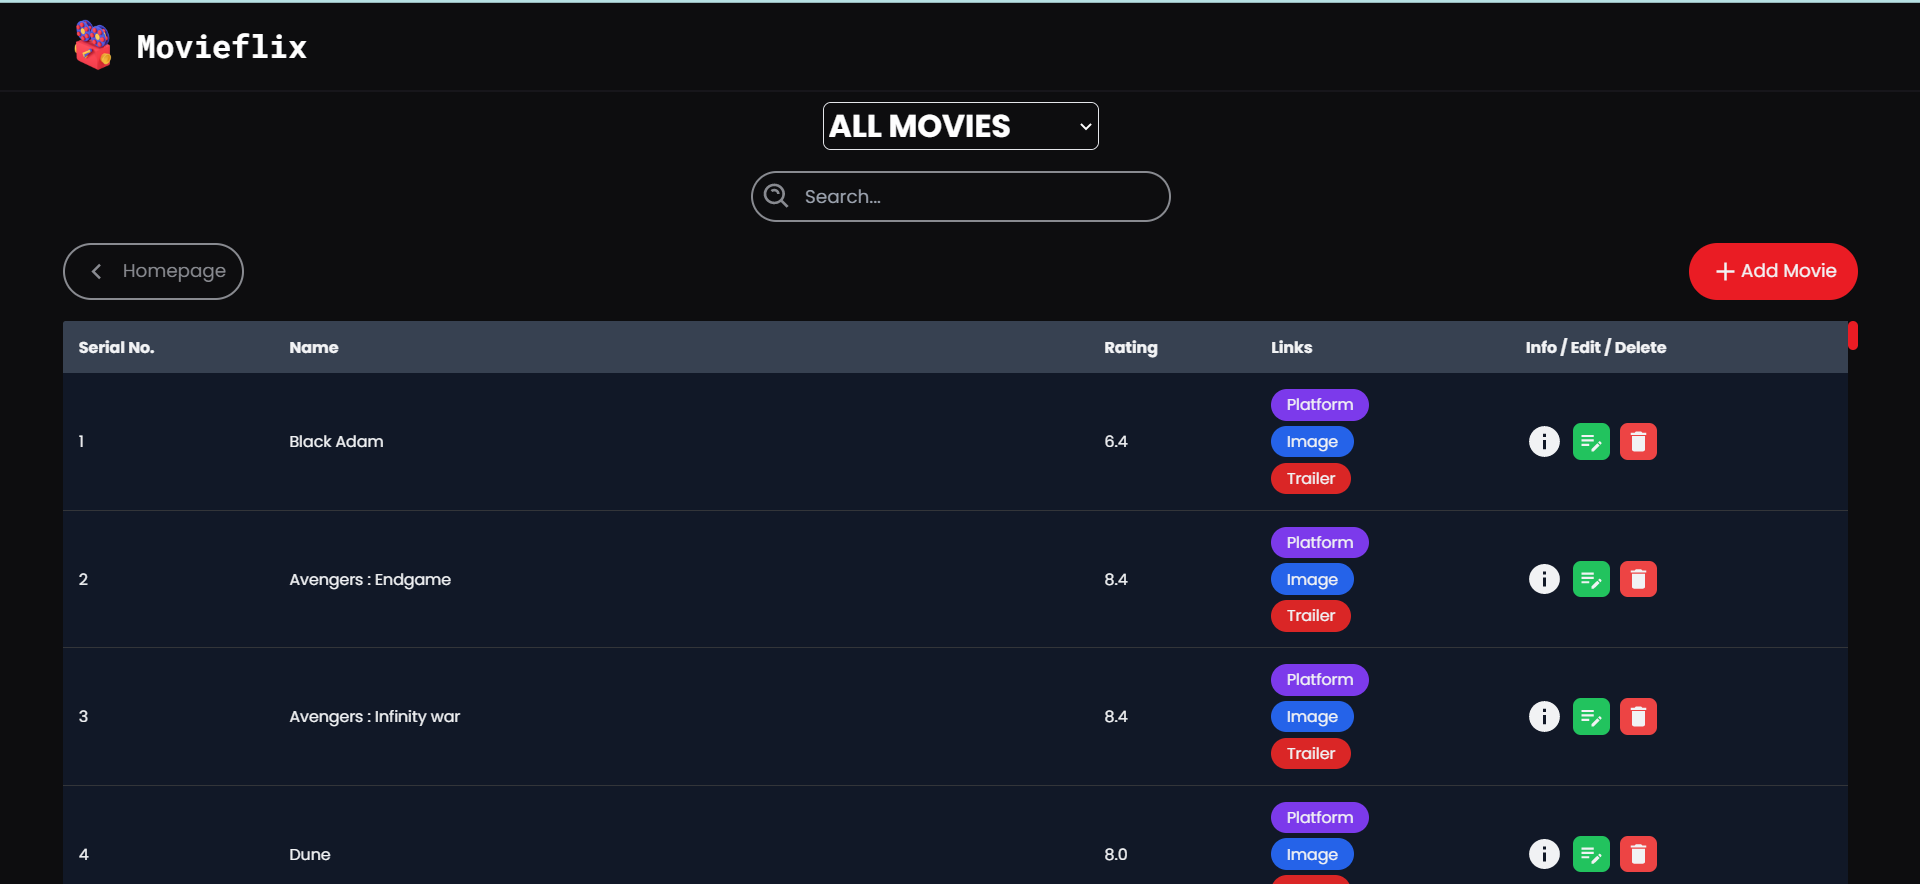 Movieflix
ALL MOVIES
Search...
Homepage
Add Movie
Serial No. Name Rating Links Info / Edit / Delete
Platform
1 Black Adam 6.4 Image
Trailer
Platform
2 Avengers : Endgame 8.4 Image
Trailer
Platform
3 Avengers : Infinity war 8.4 Image
Trailer
Platform
4 Dune 8.0 Image